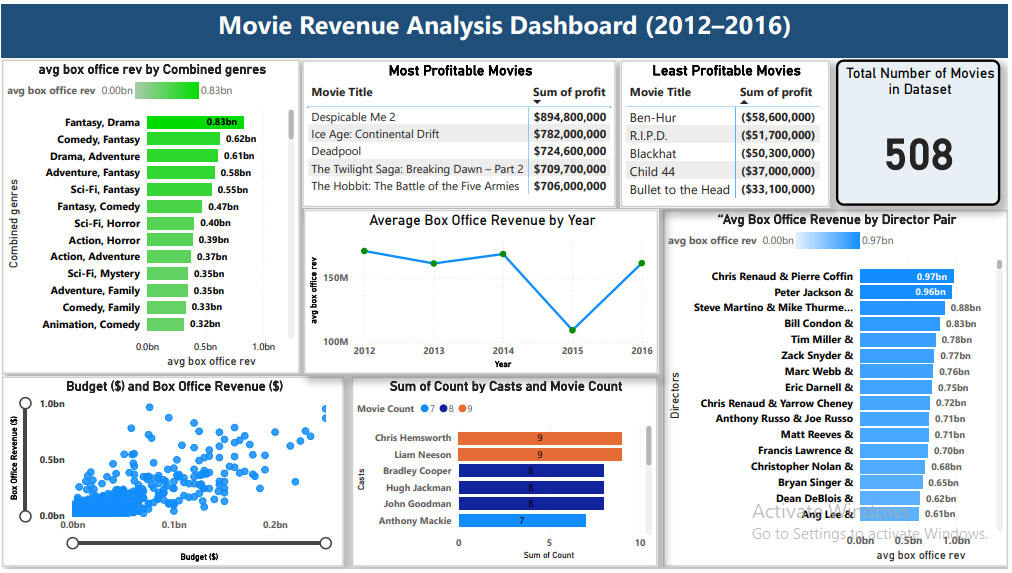 Movie Revenue Analysis Dashboard (2012–2016)
avg box office rev by Combined genres
avg box office rev 0.00bn 0.83bn
Combined genres
Fantasy, Drama 0.83bn
Comedy, Fantasy 0.62bn
Drama, Adventure 0.61bn
Adventure, Fantasy 0.58bn
Sci-Fi, Fantasy 0.55bn
Fantasy, Comedy 0.47bn
Sci-Fi, Horror 0.40bn
Action, Horror 0.39bn
Action, Adventure 0.37bn
Sci-Fi, Mystery 0.35bn
Adventure, Family 0.35bn
Comedy, Family 0.33bn
Animation, Comedy 0.32bn
0.0bn 0.5bn 1.0bn
avg box office rev
Most Profitable Movies
Movie Title Sum of profit
Despicable Me 2 $894,800,000
Ice Age: Continental Drift $782,000,000
Deadpool $724,600,000
The Twilight Saga: Breaking Dawn – Part 2 $709,700,000
The Hobbit: The Battle of the Five Armies $706,000,000
Least Profitable Movies
Movie Title Sum of profit
Ben-Hur ($58,600,000)
R.I.P.D. ($51,700,000)
Blackhat ($50,300,000)
Child 44 ($37,000,000)
Bullet to the Head ($33,100,000)
Total Number of Movies
in Dataset
508
Average Box Office Revenue by Year
avg box office rev
150M
100M
2012 2013 2014 2015 2016
Year
“Avg Box Office Revenue by Director Pair
avg box office rev 0.00bn 0.97bn
Directors
Chris Renaud & Pierre Coffin 0.97bn
Peter Jackson & 0.96bn
Steve Martino & Mike Thurme... 0.88bn
Bill Condon & 0.83bn
Tim Miller & 0.78bn
Zack Snyder & 0.77bn
Marc Webb & 0.76bn
Eric Darnell & 0.75bn
Chris Renaud & Yarrow Cheney 0.72bn
Anthony Russo & Joe Russo 0.71bn
Matt Reeves & 0.71bn
Francis Lawrence & 0.70bn
Christopher Nolan & 0.68bn
Bryan Singer & 0.65bn
Dean DeBlois & 0.62bn
Ang Lee & 0.61bn
0.0bn 0.5bn 1.0bn
avg box office rev
Activate Windows
Go to Settings to activate Windows.
Budget ($) and Box Office Revenue ($)
Box Office Revenue ($)
1.0bn
0.5bn
0.0bn
0.0bn 0.1bn 0.2bn
Budget ($)
Sum of Count by Casts and Movie Count
Movie Count 7 8 9
Casts
Chris Hemsworth 9
Liam Neeson 9
Bradley Cooper 8
Hugh Jackman 8
John Goodman 8
Anthony Mackie 7
0 5 10
Sum of Count